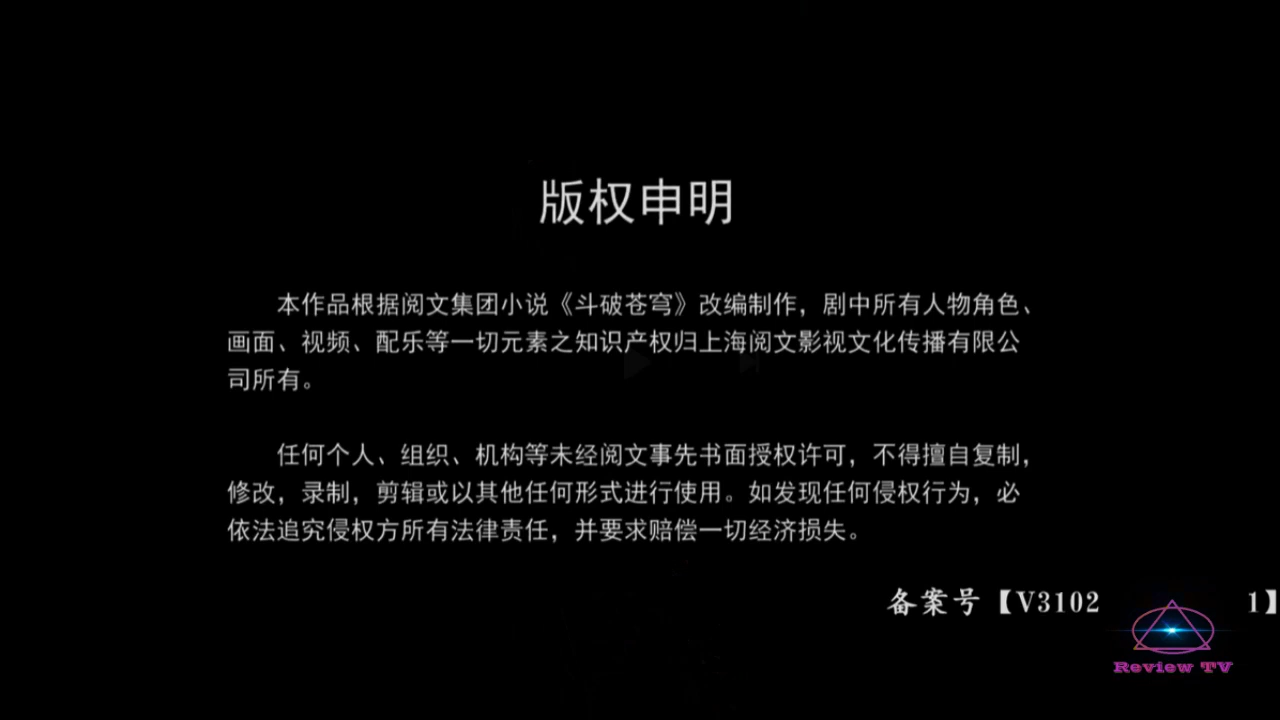 版权申明
本作品根据阅文集团小说《斗破苍穹》改编制作，剧中所有人物角色、
画面、视频、配乐等一切元素之知识产权归上海阅文影视文化传播有限公
司所有。
任何个人、组织、机构等未经阅文事先书面授权许可，不得擅自复制，
修改，录制，剪辑或以其他任何形式进行使用。如发现任何侵权行为，必
依法追究侵权方所有法律责任，并要求赔偿一切经济损失。
备案号【V3102 1】
Review TV